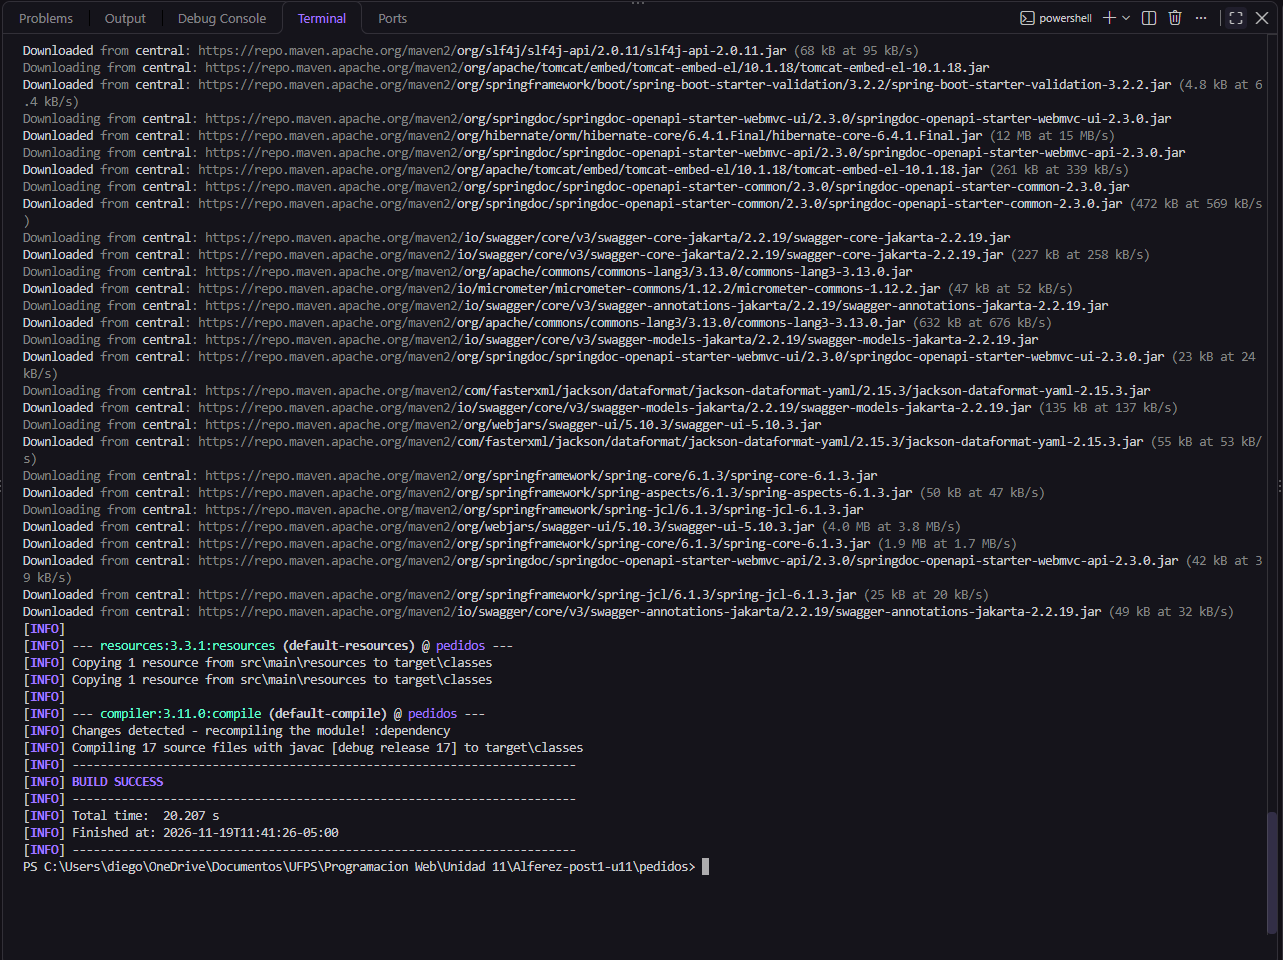 Problems Output Debug Console Terminal Ports powershell
Downloaded from central: https://repo.maven.apache.org/maven2/org/slf4j/slf4j-api/2.0.11/slf4j-api-2.0.11.jar (68 kB at 95 kB/s)
Downloading from central: https://repo.maven.apache.org/maven2/org/apache/tomcat/embed/tomcat-embed-el/10.1.18/tomcat-embed-el-10.1.18.jar
Downloaded from central: https://repo.maven.apache.org/maven2/org/springframework/boot/spring-boot-starter-validation/3.2.2/spring-boot-starter-validation-3.2.2.jar (4.8 kB at 6
.4 kB/s)
Downloading from central: https://repo.maven.apache.org/maven2/org/springdoc/springdoc-openapi-starter-webmvc-ui/2.3.0/springdoc-openapi-starter-webmvc-ui-2.3.0.jar
Downloaded from central: https://repo.maven.apache.org/maven2/org/hibernate/orm/hibernate-core/6.4.1.Final/hibernate-core-6.4.1.Final.jar (12 MB at 15 MB/s)
Downloading from central: https://repo.maven.apache.org/maven2/org/springdoc/springdoc-openapi-starter-webmvc-api/2.3.0/springdoc-openapi-starter-webmvc-api-2.3.0.jar
Downloaded from central: https://repo.maven.apache.org/maven2/org/apache/tomcat/embed/tomcat-embed-el/10.1.18/tomcat-embed-el-10.1.18.jar (261 kB at 339 kB/s)
Downloading from central: https://repo.maven.apache.org/maven2/org/springdoc/springdoc-openapi-starter-common/2.3.0/springdoc-openapi-starter-common-2.3.0.jar
Downloaded from central: https://repo.maven.apache.org/maven2/org/springdoc/springdoc-openapi-starter-common/2.3.0/springdoc-openapi-starter-common-2.3.0.jar (472 kB at 569 kB/s
)
Downloading from central: https://repo.maven.apache.org/maven2/io/swagger/core/v3/swagger-core-jakarta/2.2.19/swagger-core-jakarta-2.2.19.jar
Downloaded from central: https://repo.maven.apache.org/maven2/io/swagger/core/v3/swagger-core-jakarta/2.2.19/swagger-core-jakarta-2.2.19.jar (227 kB at 258 kB/s)
Downloading from central: https://repo.maven.apache.org/maven2/org/apache/commons/commons-lang3/3.13.0/commons-lang3-3.13.0.jar
Downloaded from central: https://repo.maven.apache.org/maven2/io/micrometer/micrometer-commons/1.12.2/micrometer-commons-1.12.2.jar (47 kB at 52 kB/s)
Downloading from central: https://repo.maven.apache.org/maven2/io/swagger/core/v3/swagger-annotations-jakarta/2.2.19/swagger-annotations-jakarta-2.2.19.jar
Downloaded from central: https://repo.maven.apache.org/maven2/org/apache/commons/commons-lang3/3.13.0/commons-lang3-3.13.0.jar (632 kB at 676 kB/s)
Downloading from central: https://repo.maven.apache.org/maven2/io/swagger/core/v3/swagger-models-jakarta/2.2.19/swagger-models-jakarta-2.2.19.jar
Downloaded from central: https://repo.maven.apache.org/maven2/org/springdoc/springdoc-openapi-starter-webmvc-ui/2.3.0/springdoc-openapi-starter-webmvc-ui-2.3.0.jar (23 kB at 24
kB/s)
Downloading from central: https://repo.maven.apache.org/maven2/com/fasterxml/jackson/dataformat/jackson-dataformat-yaml/2.15.3/jackson-dataformat-yaml-2.15.3.jar
Downloaded from central: https://repo.maven.apache.org/maven2/io/swagger/core/v3/swagger-models-jakarta/2.2.19/swagger-models-jakarta-2.2.19.jar (135 kB at 137 kB/s)
Downloading from central: https://repo.maven.apache.org/maven2/org/webjars/swagger-ui/5.10.3/swagger-ui-5.10.3.jar
Downloaded from central: https://repo.maven.apache.org/maven2/com/fasterxml/jackson/dataformat/jackson-dataformat-yaml/2.15.3/jackson-dataformat-yaml-2.15.3.jar (55 kB at 53 kB/
s)
Downloading from central: https://repo.maven.apache.org/maven2/org/springframework/spring-core/6.1.3/spring-core-6.1.3.jar
Downloaded from central: https://repo.maven.apache.org/maven2/org/springframework/spring-aspects/6.1.3/spring-aspects-6.1.3.jar (50 kB at 47 kB/s)
Downloading from central: https://repo.maven.apache.org/maven2/org/springframework/spring-jcl/6.1.3/spring-jcl-6.1.3.jar
Downloaded from central: https://repo.maven.apache.org/maven2/org/webjars/swagger-ui/5.10.3/swagger-ui-5.10.3.jar (4.0 MB at 3.8 MB/s)
Downloaded from central: https://repo.maven.apache.org/maven2/org/springframework/spring-core/6.1.3/spring-core-6.1.3.jar (1.9 MB at 1.7 MB/s)
Downloaded from central: https://repo.maven.apache.org/maven2/org/springdoc/springdoc-openapi-starter-webmvc-api/2.3.0/springdoc-openapi-starter-webmvc-api-2.3.0.jar (42 kB at 3
9 kB/s)
Downloaded from central: https://repo.maven.apache.org/maven2/org/springframework/spring-jcl/6.1.3/spring-jcl-6.1.3.jar (25 kB at 20 kB/s)
Downloaded from central: https://repo.maven.apache.org/maven2/io/swagger/core/v3/swagger-annotations-jakarta/2.2.19/swagger-annotations-jakarta-2.2.19.jar (49 kB at 32 kB/s)
[INFO]
[INFO] --- resources:3.3.1:resources (default-resources) @ pedidos ---
[INFO] Copying 1 resource from src\main\resources to target\classes
[INFO] Copying 1 resource from src\main\resources to target\classes
[INFO]
[INFO] --- compiler:3.11.0:compile (default-compile) @ pedidos ---
[INFO] Changes detected - recompiling the module! :dependency
[INFO] Compiling 17 source files with javac [debug release 17] to target\classes
[INFO] ------------------------------------------------------------------------
[INFO] BUILD SUCCESS
[INFO] ------------------------------------------------------------------------
[INFO] Total time:  20.207 s
[INFO] Finished at: 2026-11-19T11:41:26-05:00
[INFO] ------------------------------------------------------------------------
PS C:\Users\diego\OneDrive\Documentos\UFPS\Programacion Web\Unidad 11\Alferez-post1-u11\pedidos>